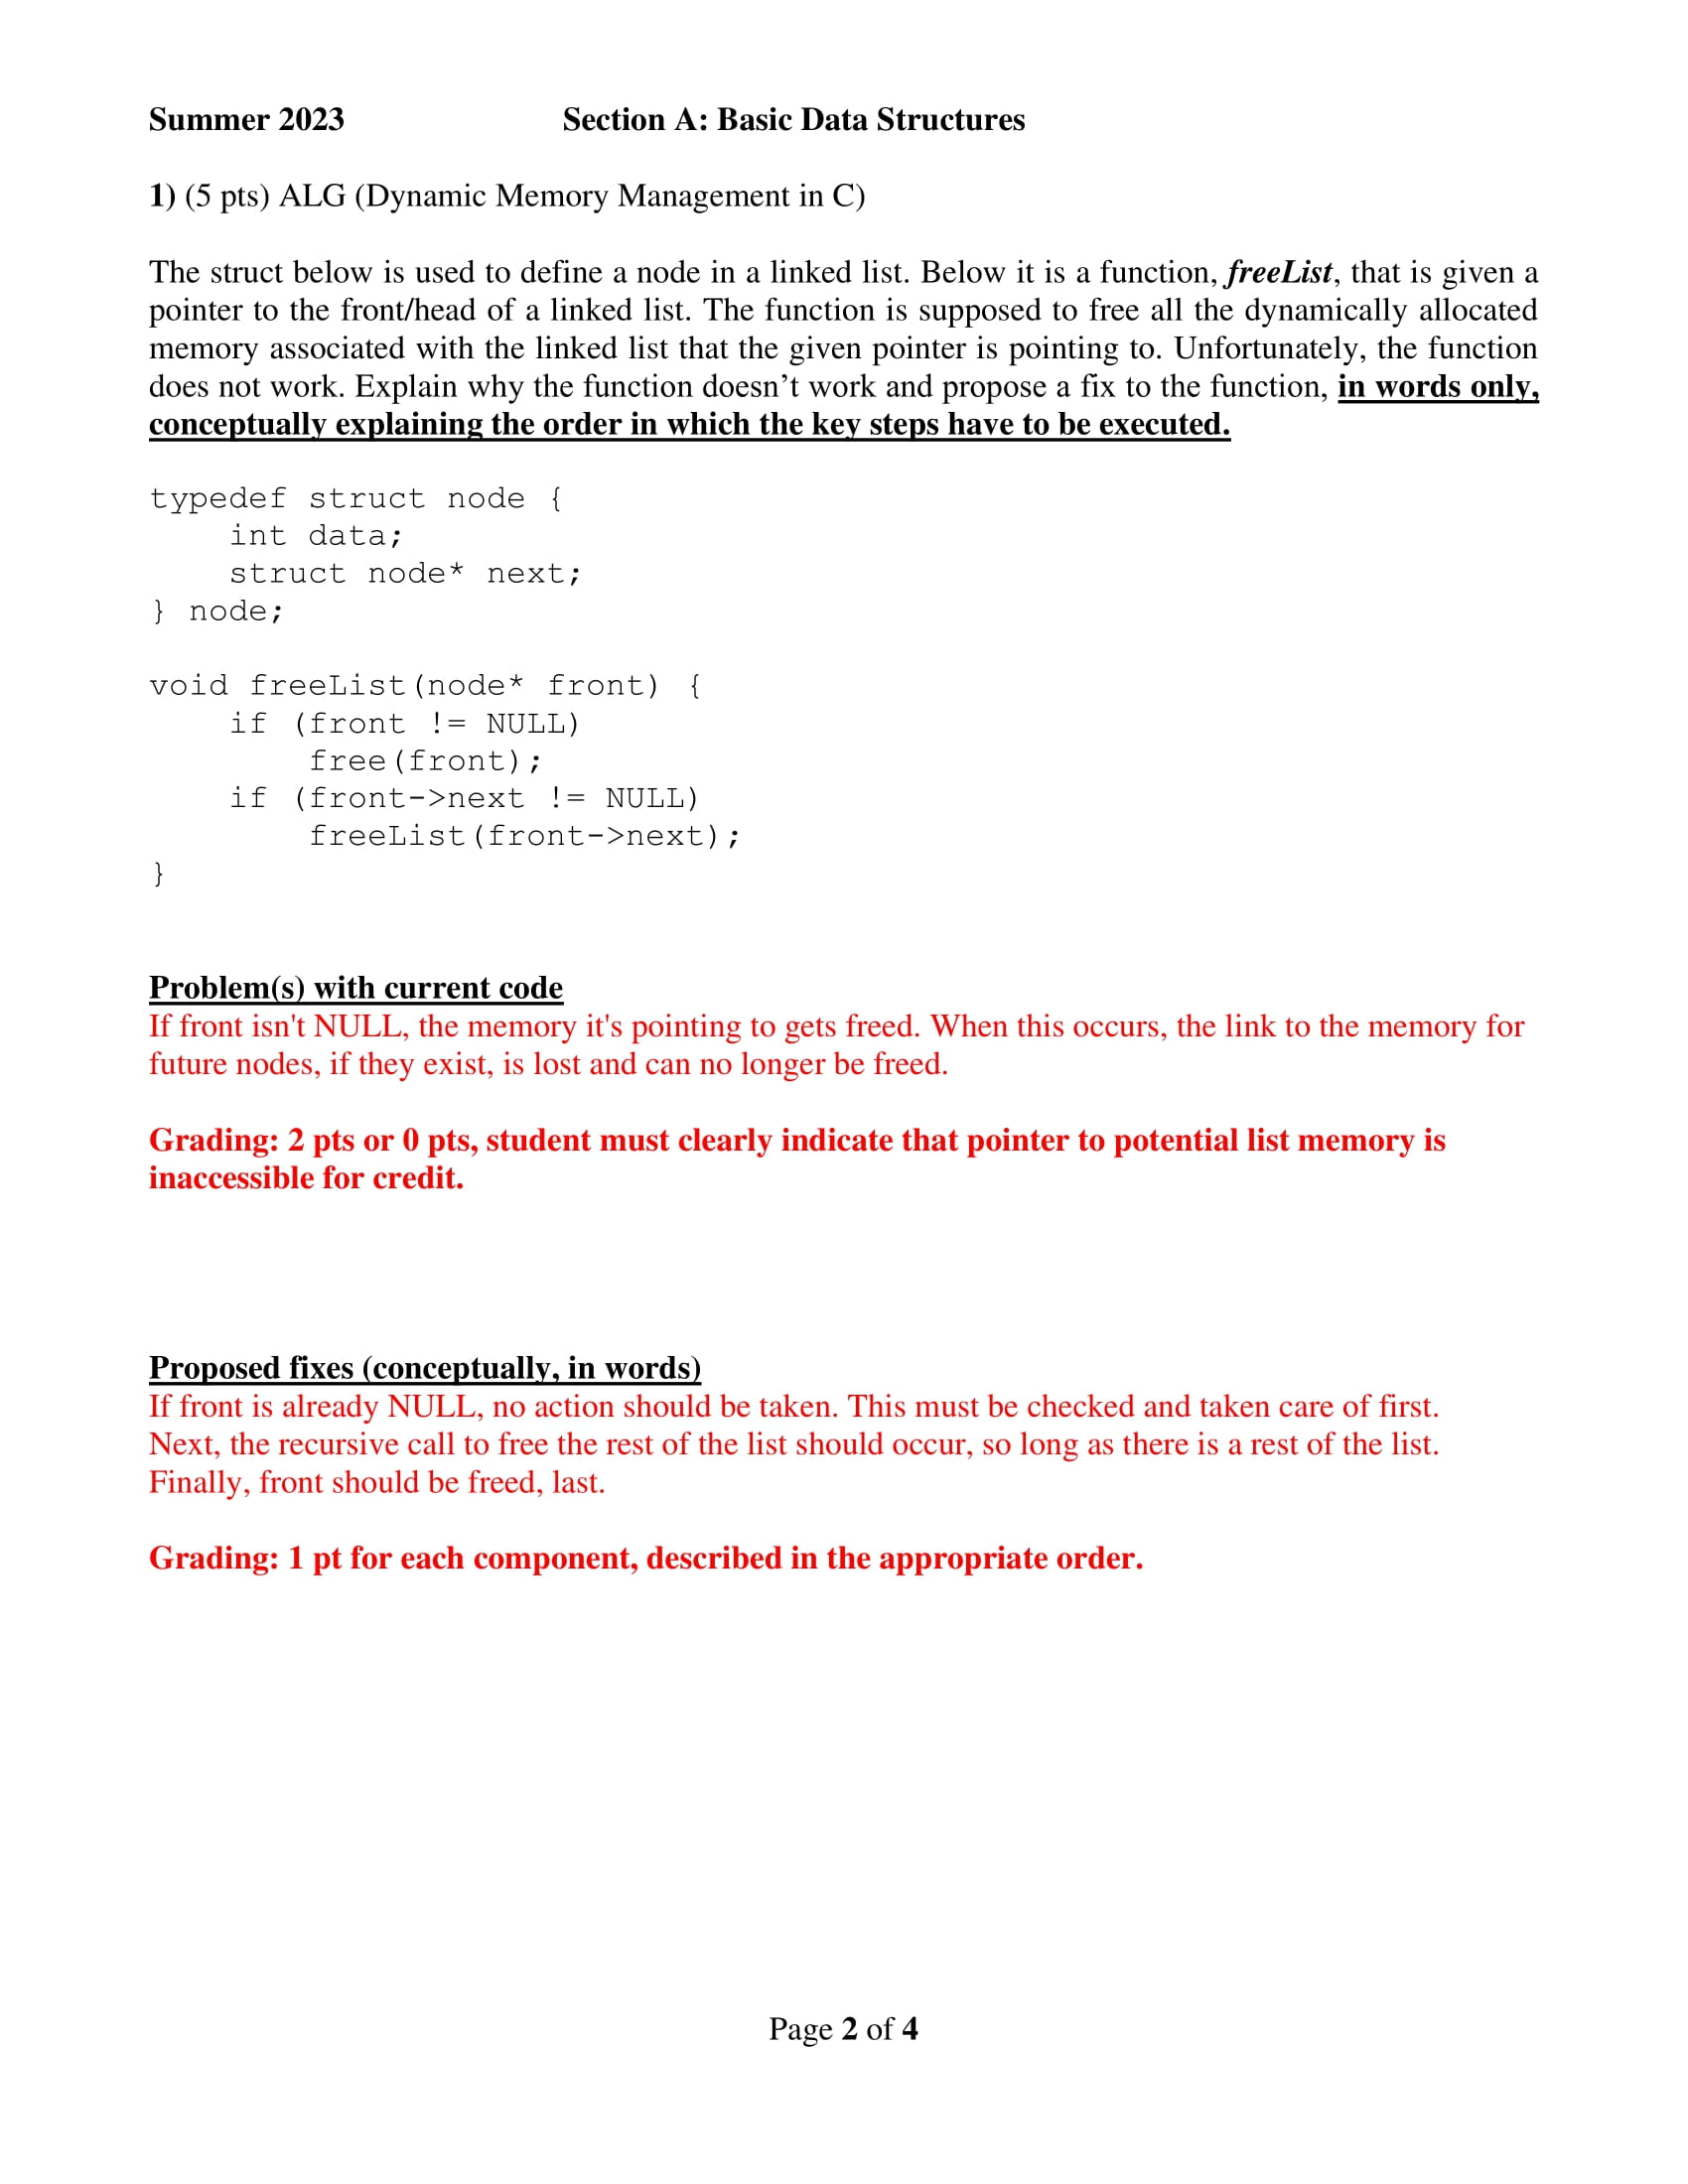 Summer 2023 Section A: Basic Data Structures
1) (5 pts) ALG (Dynamic Memory Management in C)
The struct below is used to define a node in a linked list. Below it is a function, freeList, that is given a
pointer to the front/head of a linked list. The function is supposed to free all the dynamically allocated
memory associated with the linked list that the given pointer is pointing to. Unfortunately, the function
does not work. Explain why the function doesn’t work and propose a fix to the function, in words only,
conceptually explaining the order in which the key steps have to be executed.
typedef struct node {
    int data;
    struct node* next;
} node;
void freeList(node* front) {
    if (front != NULL)
        free(front);
    if (front->next != NULL)
        freeList(front->next);
}
Problem(s) with current code
If front isn't NULL, the memory it's pointing to gets freed. When this occurs, the link to the memory for
future nodes, if they exist, is lost and can no longer be freed.
Grading: 2 pts or 0 pts, student must clearly indicate that pointer to potential list memory is
inaccessible for credit.
Proposed fixes (conceptually, in words)
If front is already NULL, no action should be taken. This must be checked and taken care of first.
Next, the recursive call to free the rest of the list should occur, so long as there is a rest of the list.
Finally, front should be freed, last.
Grading: 1 pt for each component, described in the appropriate order.
Page 2 of 4